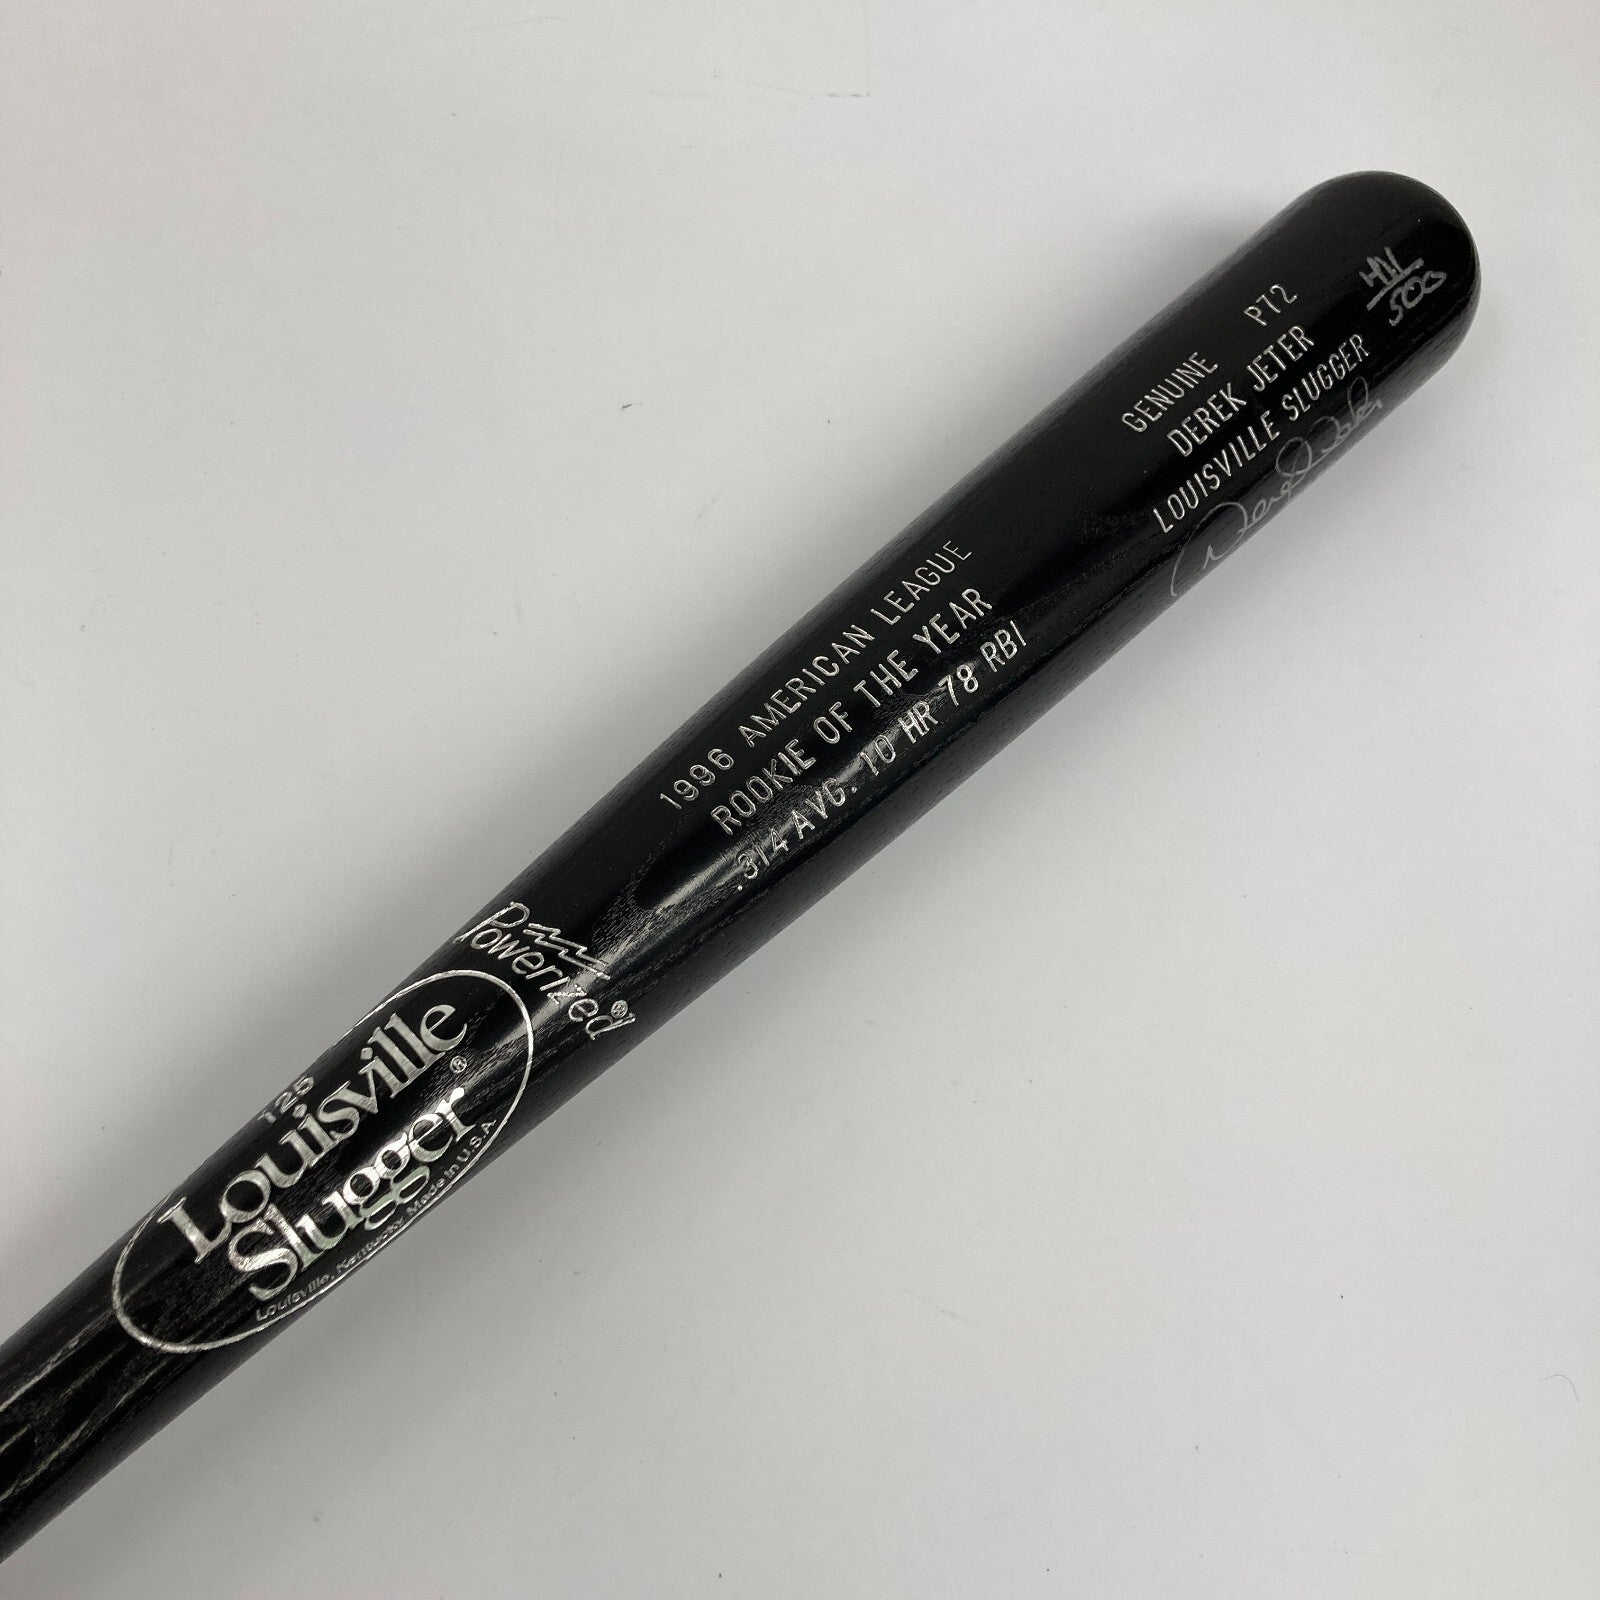 500
GENUINE P72
DEREK JETER
LOUISVILLE SLUGGER
1996 AMERICAN LEAGUE
ROOKIE OF THE YEAR
.314 AVG. 10 HR 78 RBI
Powerized
125
Louisville
Slugger®
Louisville, Kentucky Made in U.S.A